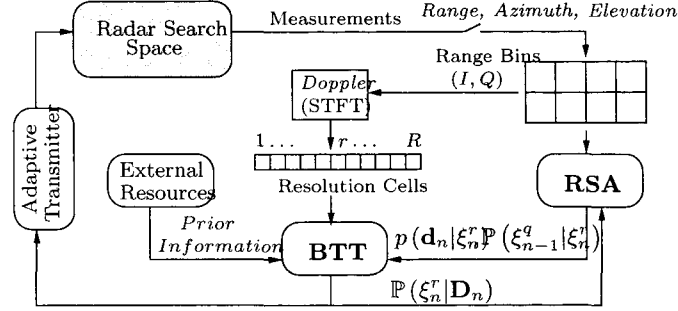 Radar Search
Space
Measurements
Range, Azimuth, Elevation
Range Bins
(I, Q)
Doppler
(STFT)
Adaptive
Transmitter
1 . . .
r . . .
R
External
Resources
Resolution Cells
RSA
Prior
Information
BTT
p (d_n|ξ_n^r) ℙ (ξ_{n-1}^q|ξ_n^r)
ℙ (ξ_n^r|D_n)